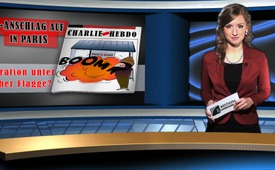 -ANSCHLAG AUF
IN PARIS
CHARLIE HEBDO
BOOM
ration unter
her Flagge?